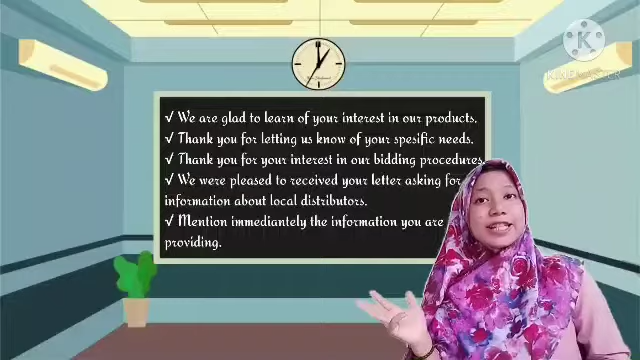 √ We are glad to learn of your interest in our products.
√ Thank you for letting us know of your spesific needs.
√ Thank you for your interest in our bidding procedures.
√ We were pleased to received your letter asking for
information about local distributors.
√ Mention immediantely the information you are
providing.
K
KINEMASTER